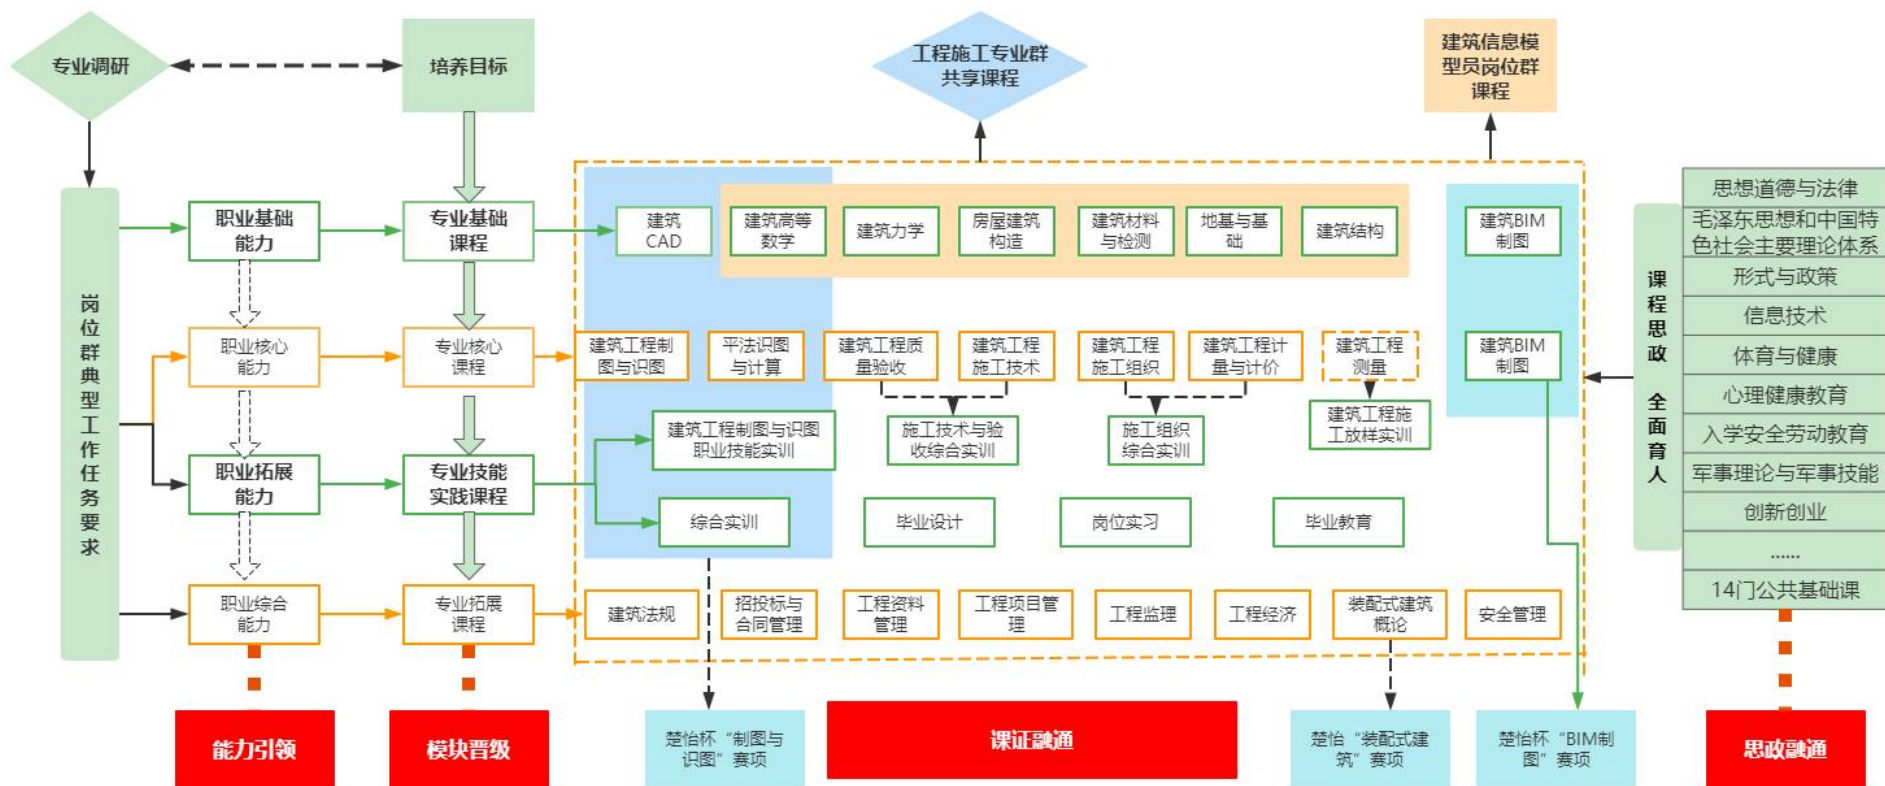 专业调研
培养目标
工程施工专业群
共享课程
建筑信息模
型员岗位群
课程
岗位群典型工作任务要求
职业基础
能力
专业基础
课程
建筑
CAD
建筑高等
数学
建筑力学
房屋建筑
构造
建筑材料
与检测
地基与基
础
建筑结构
建筑BIM
制图
职业核心
能力
专业核心
课程
建筑工程制
图与识图
平法识图
与计算
建筑工程质
量验收
建筑工程
施工技术
建筑工程
施工组织
建筑工程计
量与计价
建筑工程
测量
建筑BIM
制图
职业拓展
能力
专业技能
实践课程
建筑工程制图与识图
职业技能实训
施工技术与验
收综合实训
施工组织
综合实训
建筑工程施
工放样实训
综合实训
毕业设计
岗位实习
毕业教育
职业综合
能力
专业拓展
课程
建筑法规
招投标与
合同管理
工程资料
管理
工程项目管
理
工程监理
工程经济
装配式建筑
概论
安全管理
课程思政 全面育人
思想道德与法律
毛泽东思想和中国特
色社会主要理论体系
形式与政策
信息技术
体育与健康
心理健康教育
入学安全劳动教育
军事理论与军事技能
创新创业
……
14门公共基础课
能力引领
模块晋级
楚怡杯“制图与
识图”赛项
课证融通
楚怡“装配式建
筑”赛项
楚怡杯“BIM制
图”赛项
思政融通